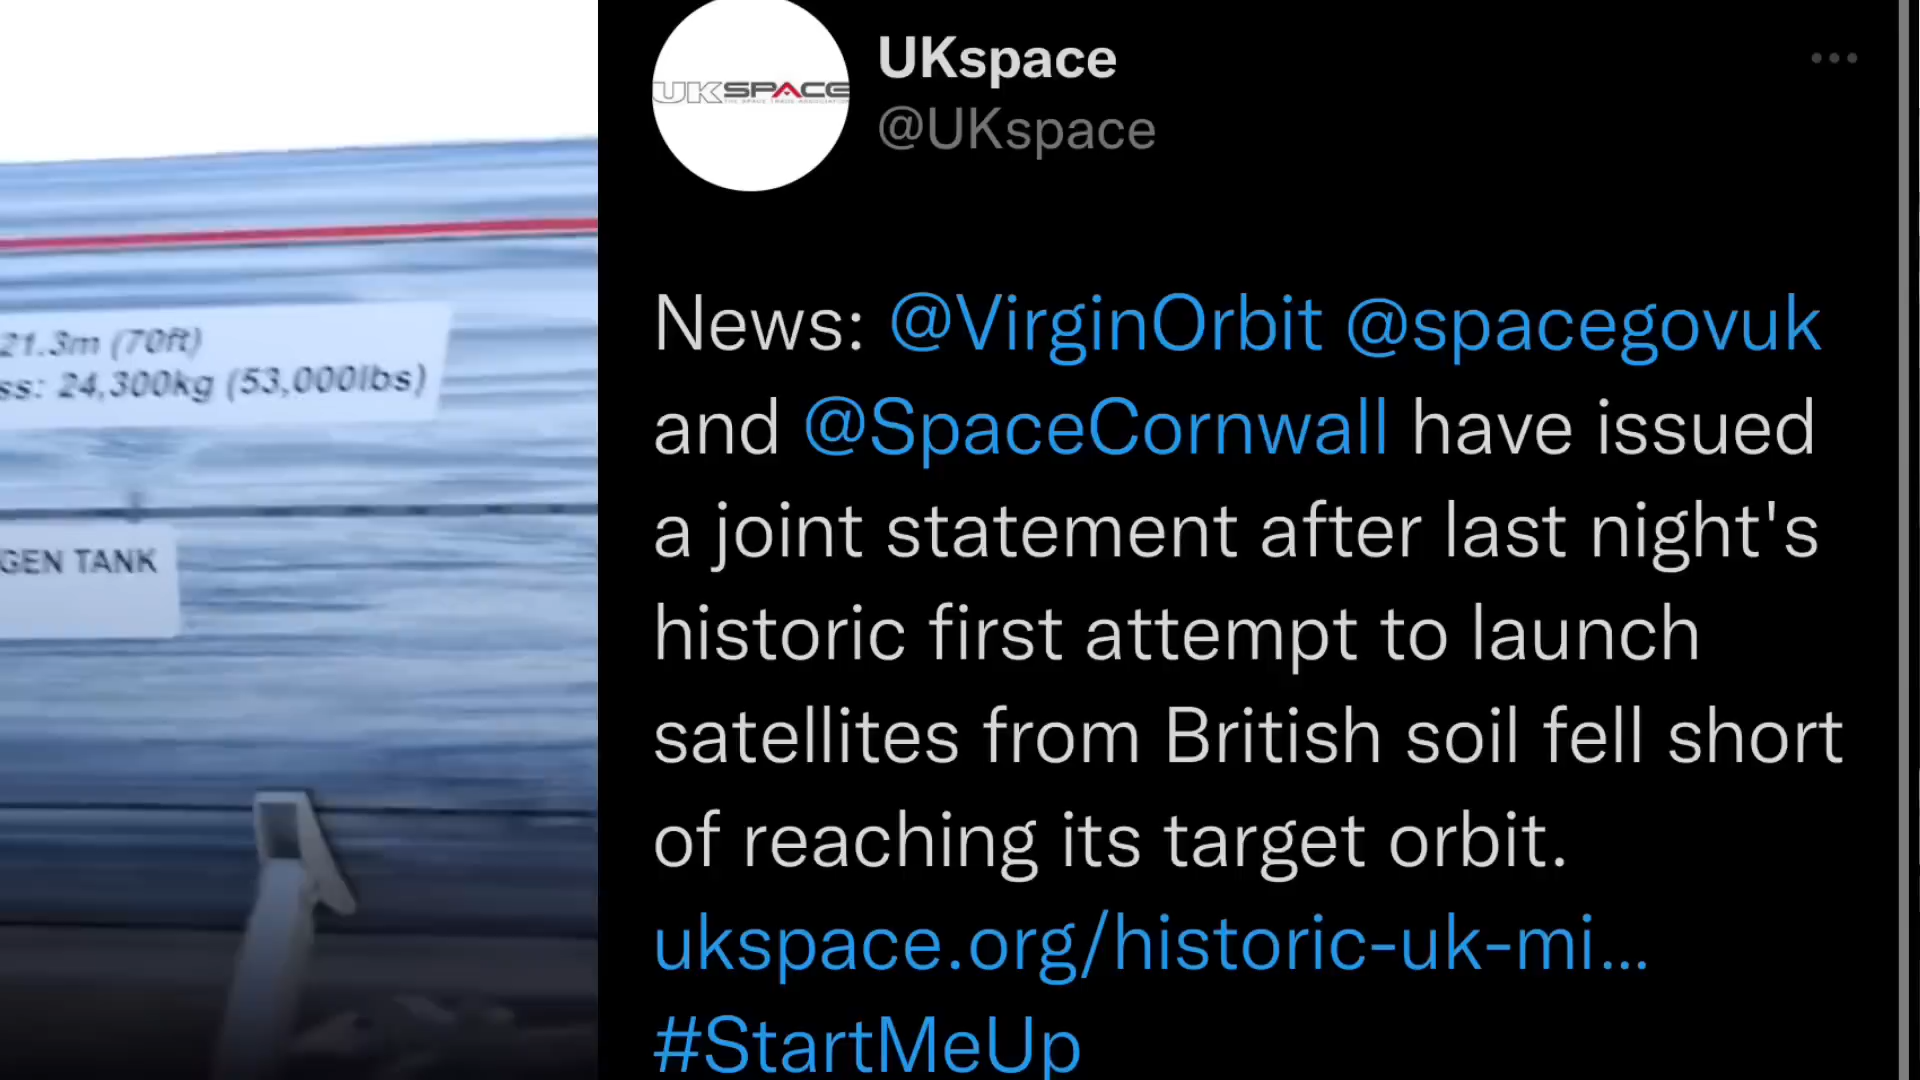 21.3m (70ft)
ss: 24,300kg (53,000lbs)
GEN TANK
UKSPACE
UKspace
@UKspace
News: @VirginOrbit @spacegovuk
and @SpaceCornwall have issued
a joint statement after last night's
historic first attempt to launch
satellites from British soil fell short
of reaching its target orbit.
ukspace.org/historic-uk-mi...
#StartMeUp